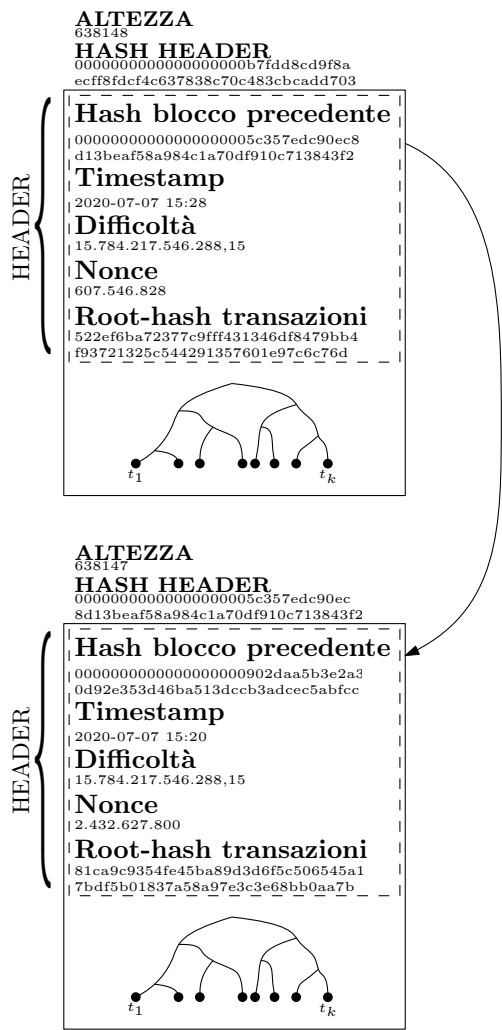 ALTEZZA
638148
HASH HEADER
0000000000000000000b7fdd8cd9f8a
ecff8fdcf4c637838c70c483cbcadd703
HEADER
Hash blocco precedente
00000000000000000005c357edc90ec8
d13beaf58a984c1a70df910c713843f2
Timestamp
2020-07-07 15:28
Difficoltà
15.784.217.546.288,15
Nonce
607.546.828
Root-hash transazioni
522ef6ba72377c9fff431346df8479bb4
f93721325c544291357601e97c6c76d
t1
tk
ALTEZZA
638147
HASH HEADER
00000000000000000005c357edc90ec
8d13beaf58a984c1a70df910c713843f2
HEADER
Hash blocco precedente
0000000000000000000902daa5b3e2a3
0d92e353d46ba513dccb3adcec5abfcc
Timestamp
2020-07-07 15:20
Difficoltà
15.784.217.546.288,15
Nonce
2.432.627.800
Root-hash transazioni
81ca9c9354fe45ba89d3d6f5c506545a1
7bdf5b01837a58a97e3c3e68bb0aa7b
t1
tk